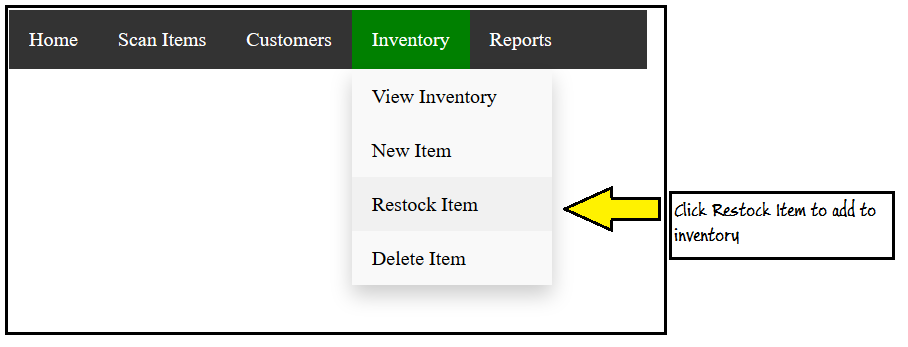 Home Scan Items Customers Inventory Reports
View Inventory
New Item
Restock Item
Delete Item
Click Restock Item to add to
inventory